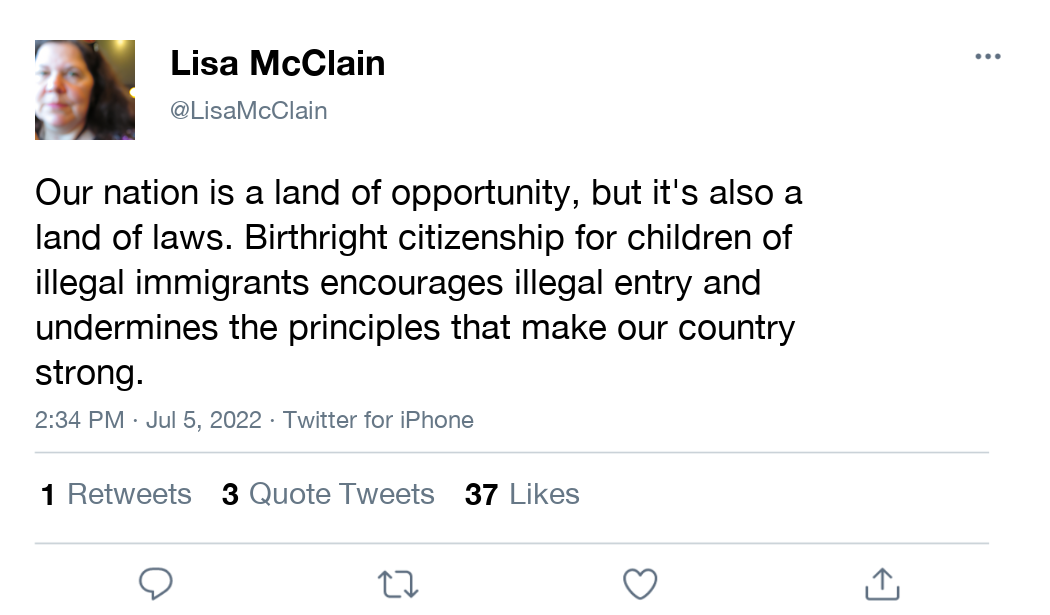 Lisa McClain
@LisaMcClain
Our nation is a land of opportunity, but it's also a
land of laws. Birthright citizenship for children of
illegal immigrants encourages illegal entry and
undermines the principles that make our country
strong.
2:34 PM · Jul 5, 2022 · Twitter for iPhone
1 Retweets 3 Quote Tweets 37 Likes